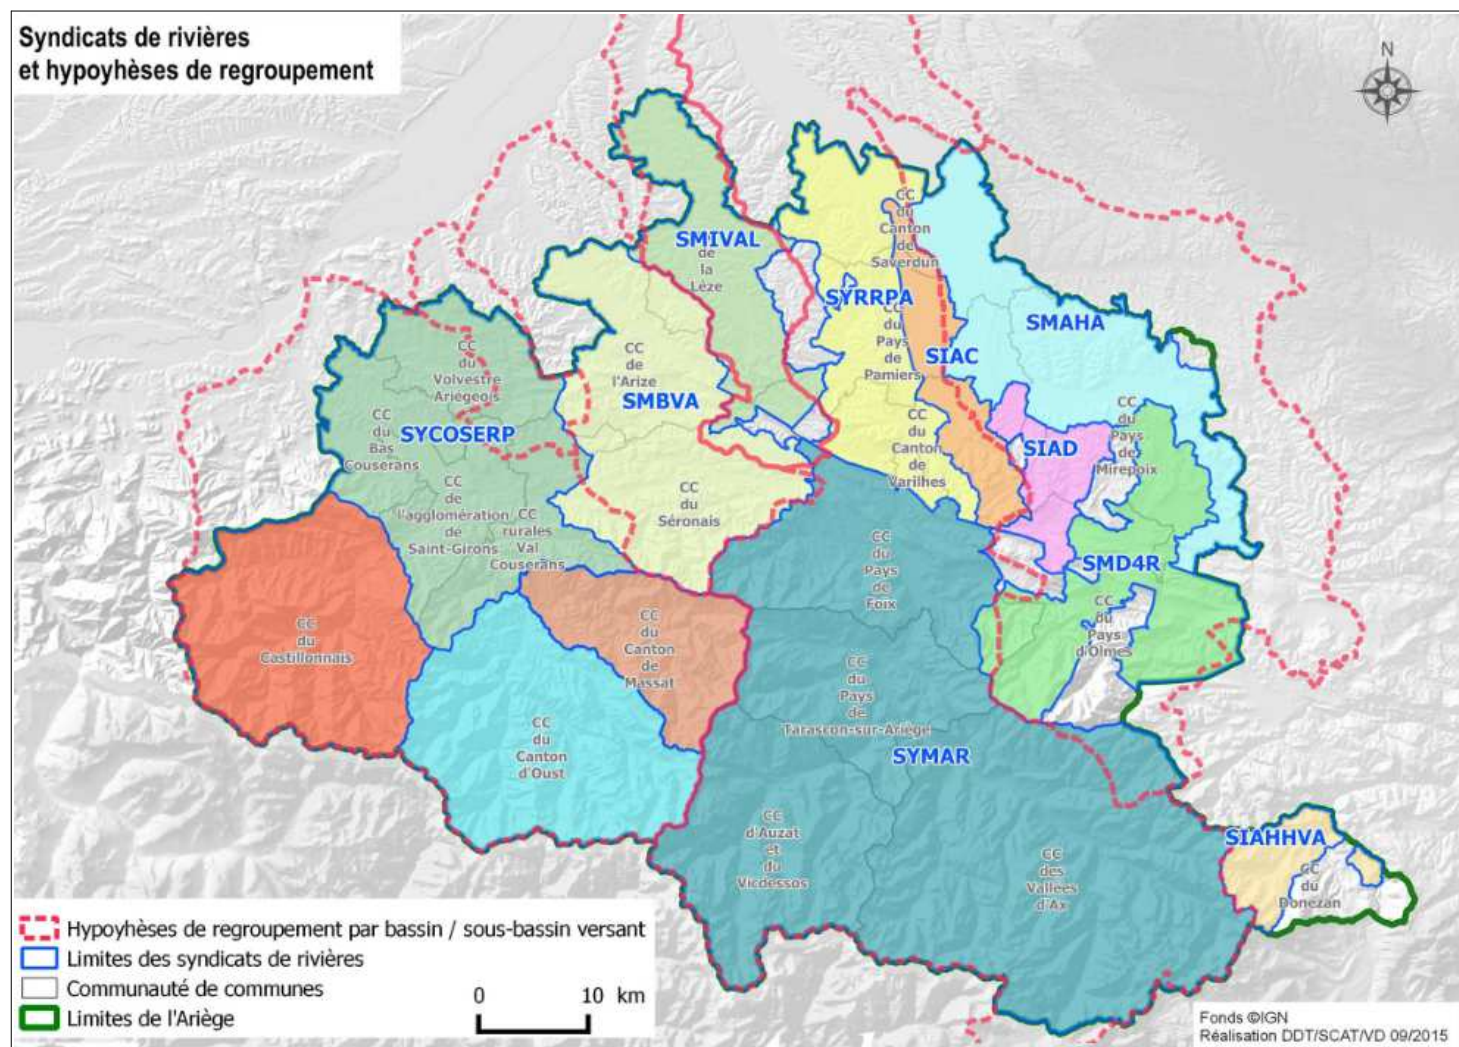 Syndicats de rivières
et hypoyhèses de regroupement
N
SMIVAL
de
la
Lèze
CC
du
Canton
de
Saverdun
SYRRPA
CC
du
Pays
de
Pamiers
SMAHA
SIAC
CC
du
Volvestre
Ariégeois
CC
de
l'Arize
SMBVA
CC
du
Bas
Couserans
SYCOSERP
CC
du
Canton
de
Varilhes
SIAD
CC
du
Pays
de
Mirepoix
CC
de
l'agglomération
de
Saint-Girons
CC
rurales
Val
Couserans
CC
du
Séronais
CC
du
Pays
de
Foix
SMD4R
CC
du
Pays
d'Olmes
CC
du
Castillonnais
CC
du
Canton
de
Massat
CC
du
Pays
de
Tarascon-sur-Ariège
SYMAR
CC
du
Canton
d'Oust
CC
d'Auzat
et
du
Vicdessos
CC
des
Vallées
d'Ax
SIAHHVA
CC
du
Donezan
Hypoyhèses de regroupement par bassin / sous-bassin versant
Limites des syndicats de rivières
Communauté de communes
Limites de l'Ariège
0 10 km
Fonds ©IGN
Réalisation DDT/SCAT/VD 09/2015